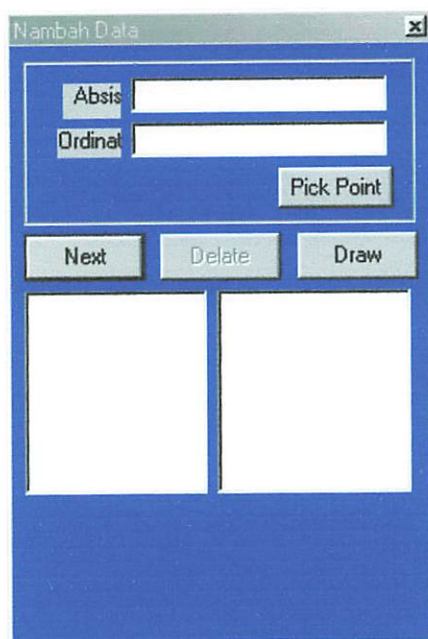 Nambah Data
Absis
Ordinat
Pick Point
Next Delate Draw